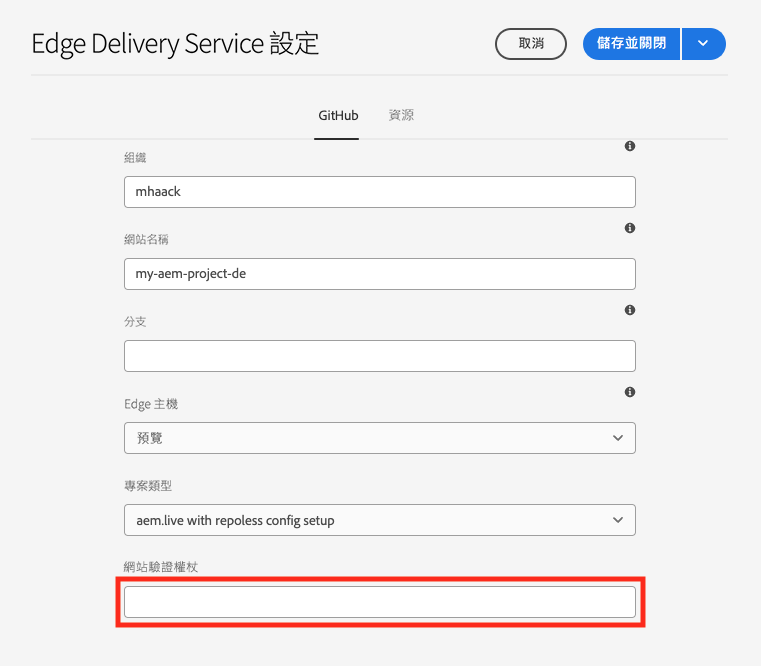 Edge Delivery Service 設定
取消
儲存並關閉
GitHub
資源
組織
mhaack
網站名稱
my-aem-project-de
分支
Edge 主機
預覽
專案類型
aem.live with repoless config setup
網站驗證權杖